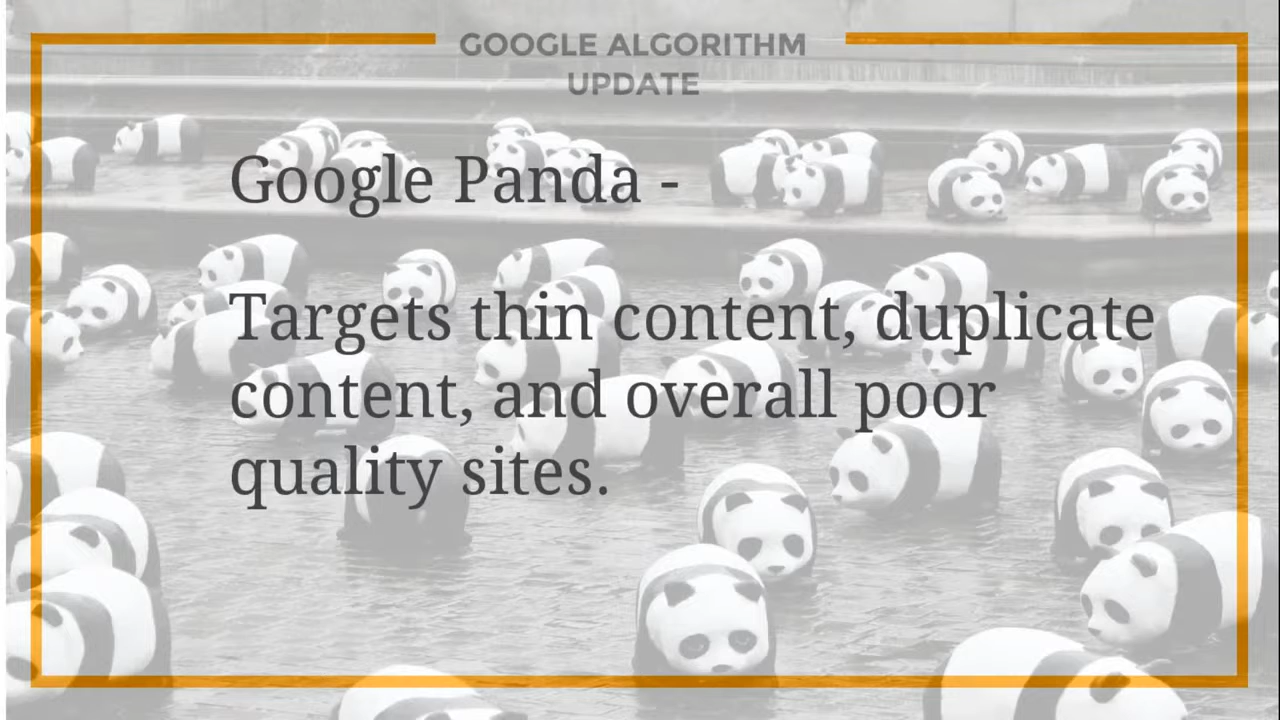 GOOGLE ALGORITHM
UPDATE
Google Panda -
Targets thin content, duplicate
content, and overall poor
quality sites.